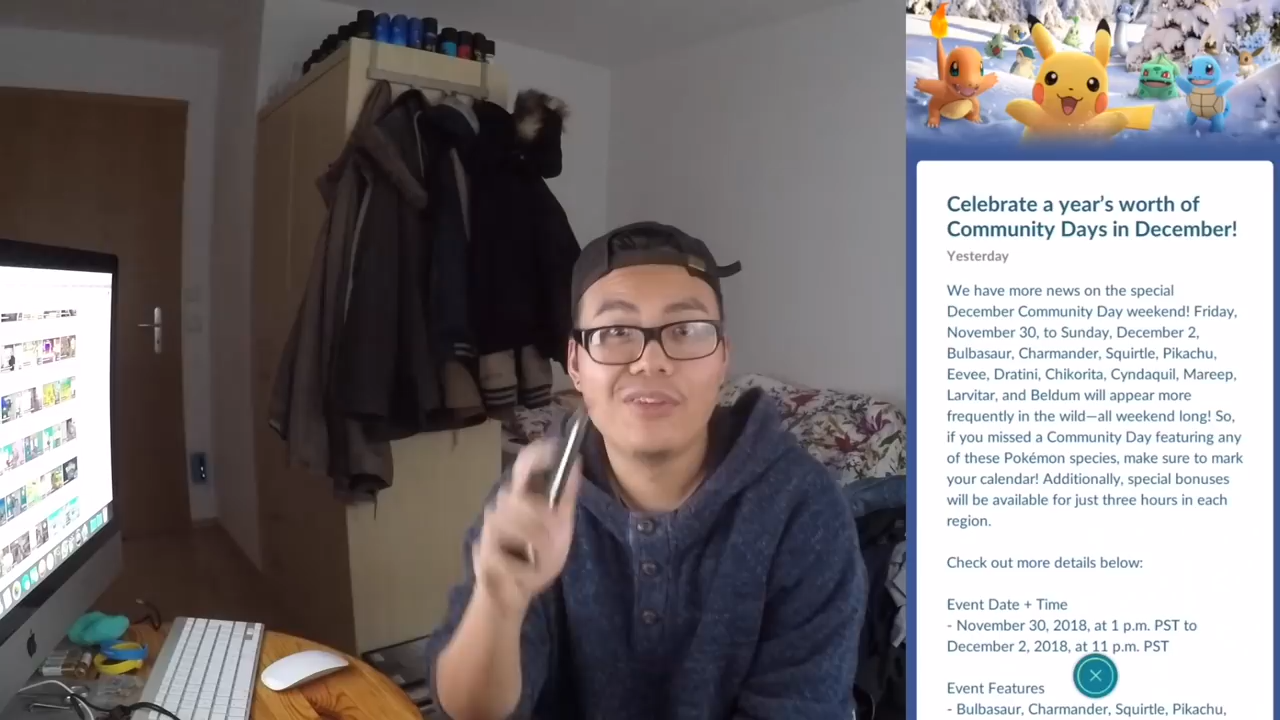 Celebrate a year’s worth of
Community Days in December!
Yesterday
We have more news on the special
December Community Day weekend! Friday,
November 30, to Sunday, December 2,
Bulbasaur, Charmander, Squirtle, Pikachu,
Eevee, Dratini, Chikorita, Cyndaquil, Mareep,
Larvitar, and Beldum will appear more
frequently in the wild—all weekend long! So,
if you missed a Community Day featuring any
of these Pokémon species, make sure to mark
your calendar! Additionally, special bonuses
will be available for just three hours in each
region.
Check out more details below:
Event Date + Time
- November 30, 2018, at 1 p.m. PST to
December 2, 2018, at 11 p.m. PST
Event Features
- Bulbasaur, Charmander, Squirtle, Pikachu,